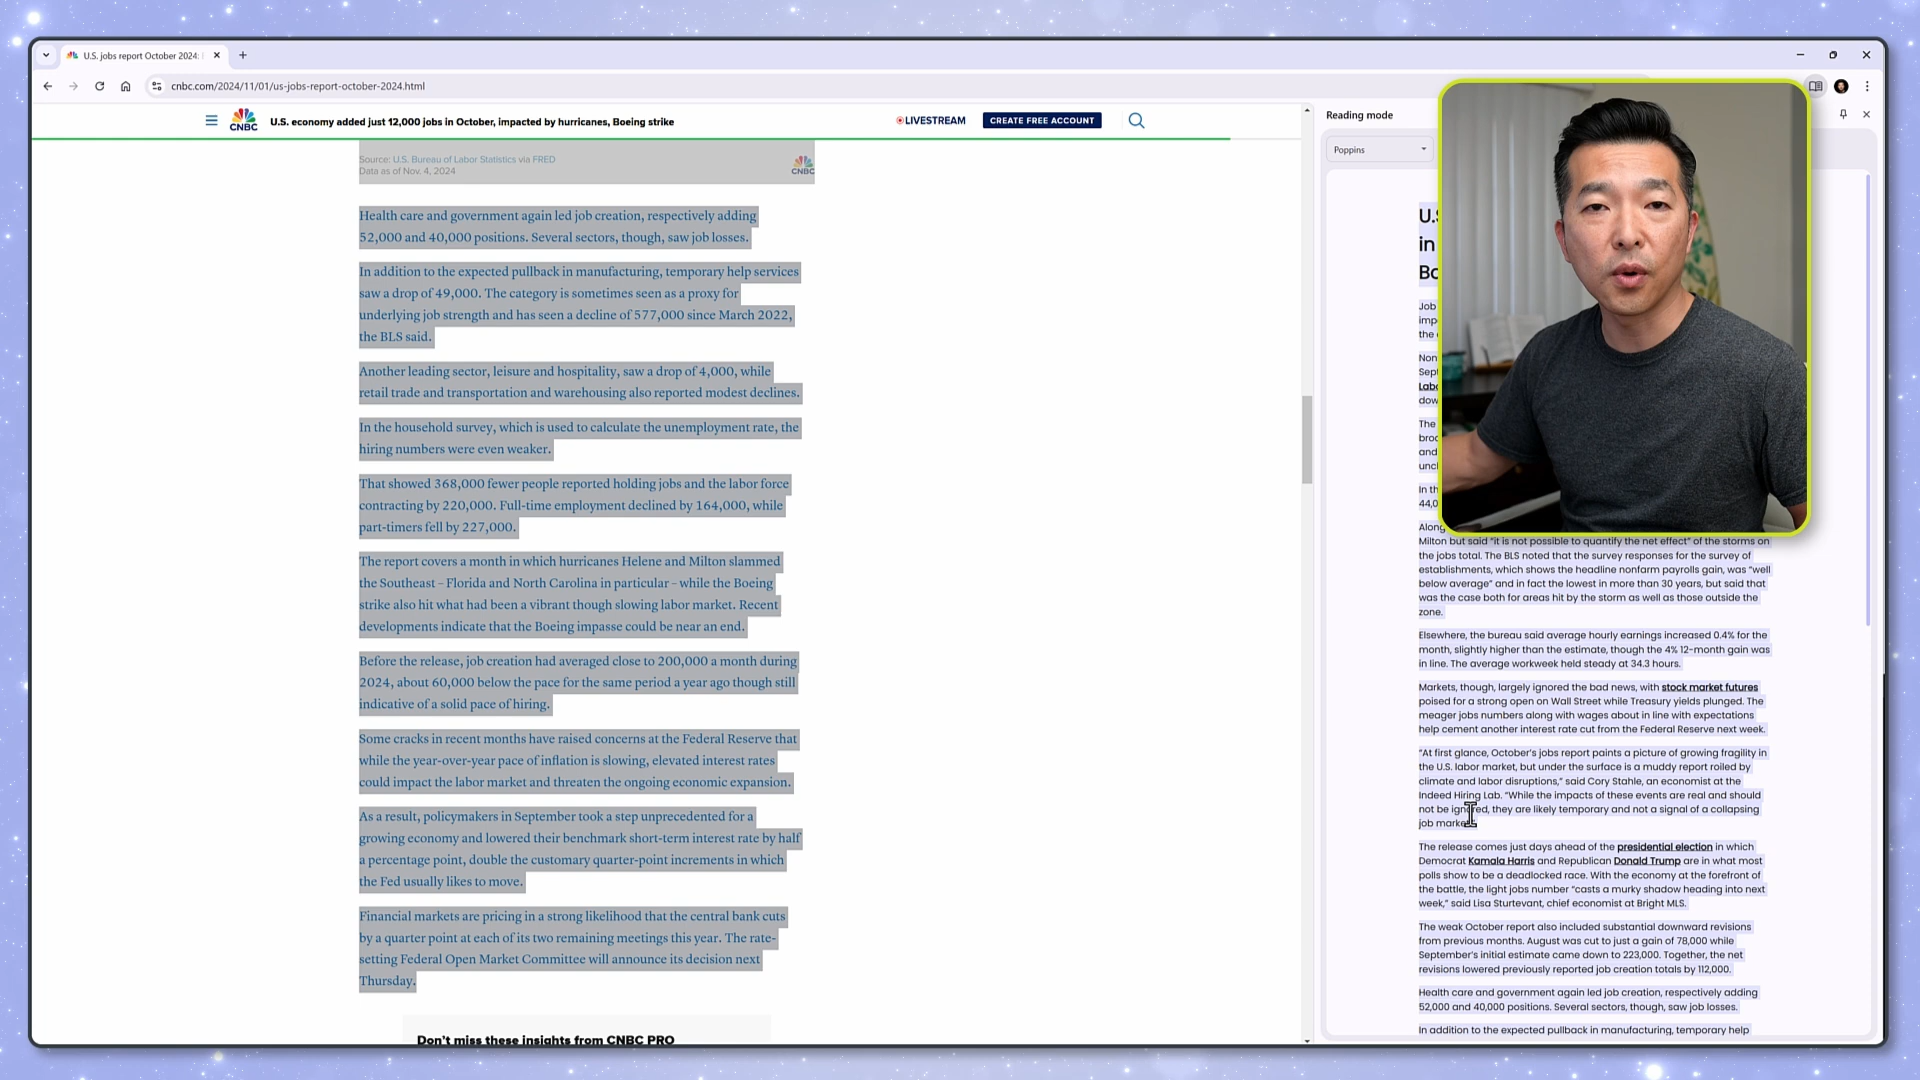 U.S. jobs report October 2024:
cnbc.com/2024/11/01/us-jobs-report-october-2024.html
CNBC
U.S. economy added just 12,000 jobs in October, impacted by hurricanes, Boeing strike
LIVESTREAM
CREATE FREE ACCOUNT
Source: U.S. Bureau of Labor Statistics via FRED
Data as of Nov. 4, 2024
CNBC
Health care and government again led job creation, respectively adding
52,000 and 40,000 positions. Several sectors, though, saw job losses.
In addition to the expected pullback in manufacturing, temporary help services
saw a drop of 49,000. The category is sometimes seen as a proxy for
underlying job strength and has seen a decline of 577,000 since March 2022,
the BLS said.
Another leading sector, leisure and hospitality, saw a drop of 4,000, while
retail trade and transportation and warehousing also reported modest declines.
In the household survey, which is used to calculate the unemployment rate, the
hiring numbers were even weaker.
That showed 368,000 fewer people reported holding jobs and the labor force
contracting by 220,000. Full-time employment declined by 164,000, while
part-timers fell by 227,000.
The report covers a month in which hurricanes Helene and Milton slammed
the Southeast – Florida and North Carolina in particular – while the Boeing
strike also hit what had been a vibrant though slowing labor market. Recent
developments indicate that the Boeing impasse could be near an end.
Before the release, job creation had averaged close to 200,000 a month during
2024, about 60,000 below the pace for the same period a year ago though still
indicative of a solid pace of hiring.
Some cracks in recent months have raised concerns at the Federal Reserve that
while the year-over-year pace of inflation is slowing, elevated interest rates
could impact the labor market and threaten the ongoing economic expansion.
As a result, policymakers in September took a step unprecedented for a
growing economy and lowered their benchmark short-term interest rate by half
a percentage point, double the customary quarter-point increments in which
the Fed usually likes to move.
Financial markets are pricing in a strong likelihood that the central bank cuts
by a quarter point at each of its two remaining meetings this year. The rate-
setting Federal Open Market Committee will announce its decision next
Thursday.
Don't miss these insights from CNBC PRO
Reading mode
Poppins
U.S
in
Bo
Job
imp
the
Non
Sept
Labo
dow
The
broc
and
uncl
In th
44,0
Along
Milton but said “it is not possible to quantify the net effect” of the storms on
the jobs total. The BLS noted that the survey responses for the survey of
establishments, which shows the headline nonfarm payrolls gain, was “well
below average” and in fact the lowest in more than 30 years, but said that
was the case both for areas hit by the storm as well as those outside the
zone.
Elsewhere, the bureau said average hourly earnings increased 0.4% for the
month, slightly higher than the estimate, though the 4% 12-month gain was
in line. The average workweek held steady at 34.3 hours.
Markets, though, largely ignored the bad news, with stock market futures
poised for a strong open on Wall Street while Treasury yields plunged. The
meager jobs numbers along with wages about in line with expectations
help cement another interest rate cut from the Federal Reserve next week.
“At first glance, October's jobs report paints a picture of growing fragility in
the U.S. labor market, but under the surface is a muddy report roiled by
climate and labor disruptions,” said Cory Stahle, an economist at the
Indeed Hiring Lab. “While the impacts of these events are real and should
not be ignored, they are likely temporary and not a signal of a collapsing
job market
The release comes just days ahead of the presidential election in which
Democrat Kamala Harris and Republican Donald Trump are in what most
polls show to be a deadlocked race. With the economy at the forefront of
the battle, the light jobs number “casts a murky shadow heading into next
week,” said Lisa Sturtevant, chief economist at Bright MLS.
The weak October report also included substantial downward revisions
from previous months. August was cut to just a gain of 78,000 while
September's initial estimate came down to 223,000. Together, the net
revisions lowered previously reported job creation totals by 112,000.
Health care and government again led job creation, respectively adding
52,000 and 40,000 positions. Several sectors, though, saw job losses.
In addition to the expected pullback in manufacturing, temporary help